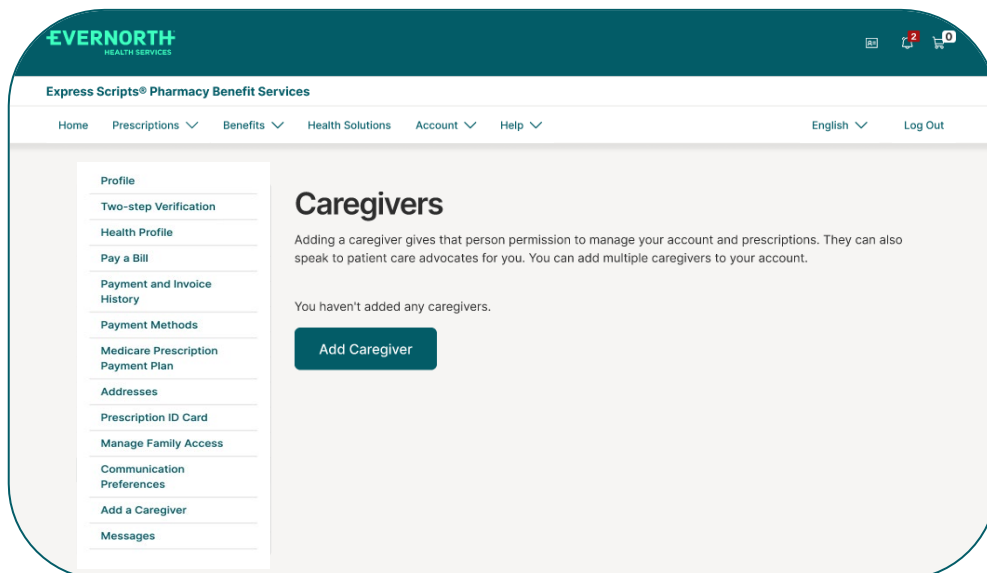 EVERNORTH
HEALTH SERVICES
2
0
Express Scripts® Pharmacy Benefit Services
Home Prescriptions Benefits Health Solutions Account Help English Log Out
Profile
Two-step Verification
Health Profile
Pay a Bill
Payment and Invoice
History
Payment Methods
Medicare Prescription
Payment Plan
Addresses
Prescription ID Card
Manage Family Access
Communication
Preferences
Add a Caregiver
Messages
Caregivers
Adding a caregiver gives that person permission to manage your account and prescriptions. They can also
speak to patient care advocates for you. You can add multiple caregivers to your account.
You haven't added any caregivers.
Add Caregiver